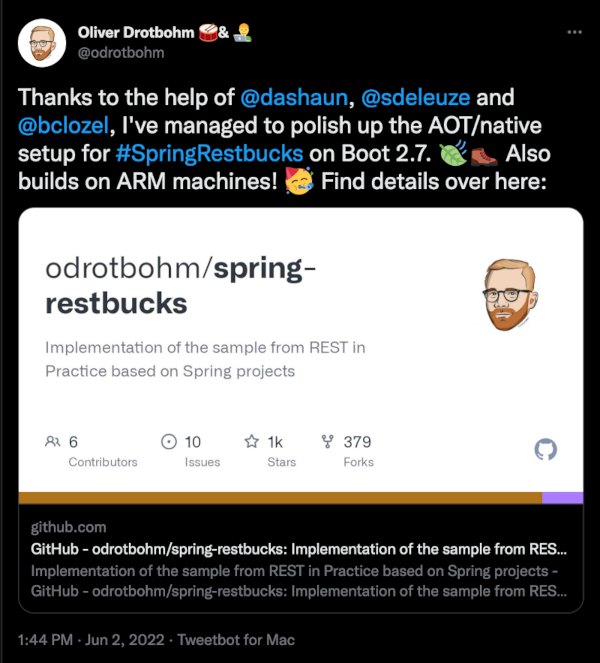 Oliver Drotbohm 🥁& 👨‍💻
@odrotbohm
Thanks to the help of @dashaun, @sdeleuze and
@bclozel, I've managed to polish up the AOT/native
setup for #SpringRestbucks on Boot 2.7. 🍃🥾 Also
builds on ARM machines! 🥳 Find details over here:
odrotbohm/spring-
restbucks
Implementation of the sample from REST in
Practice based on Spring projects
6 10 1k 379
Contributors Issues Stars Forks
github.com
GitHub - odrotbohm/spring-restbucks: Implementation of the sample from RES...
Implementation of the sample from REST in Practice based on Spring projects -
GitHub - odrotbohm/spring-restbucks: Implementation of the sample from RES...
1:44 PM · Jun 2, 2022 · Tweetbot for Mac